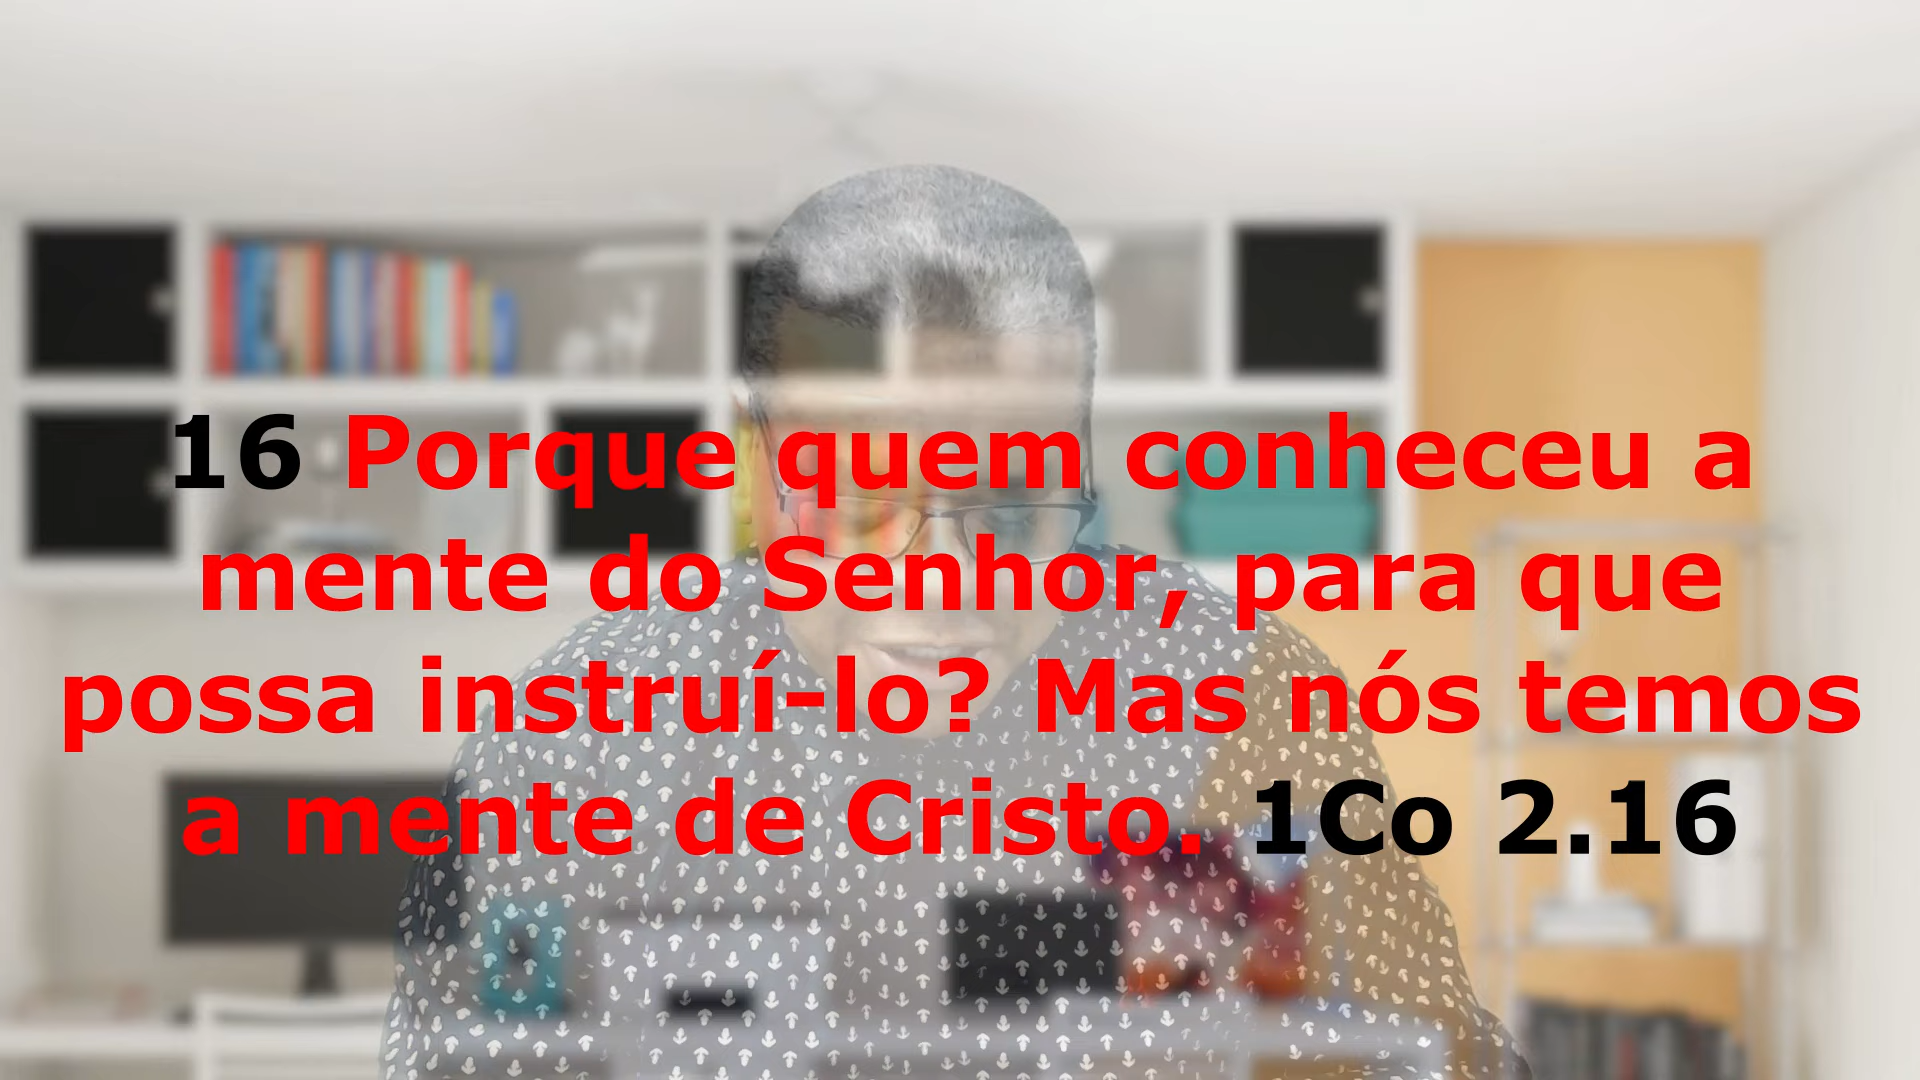 16 Porque quem conheceu a
mente do Senhor, para que
possa instruí-lo? Mas nós temos
a mente de Cristo. 1Co 2.16